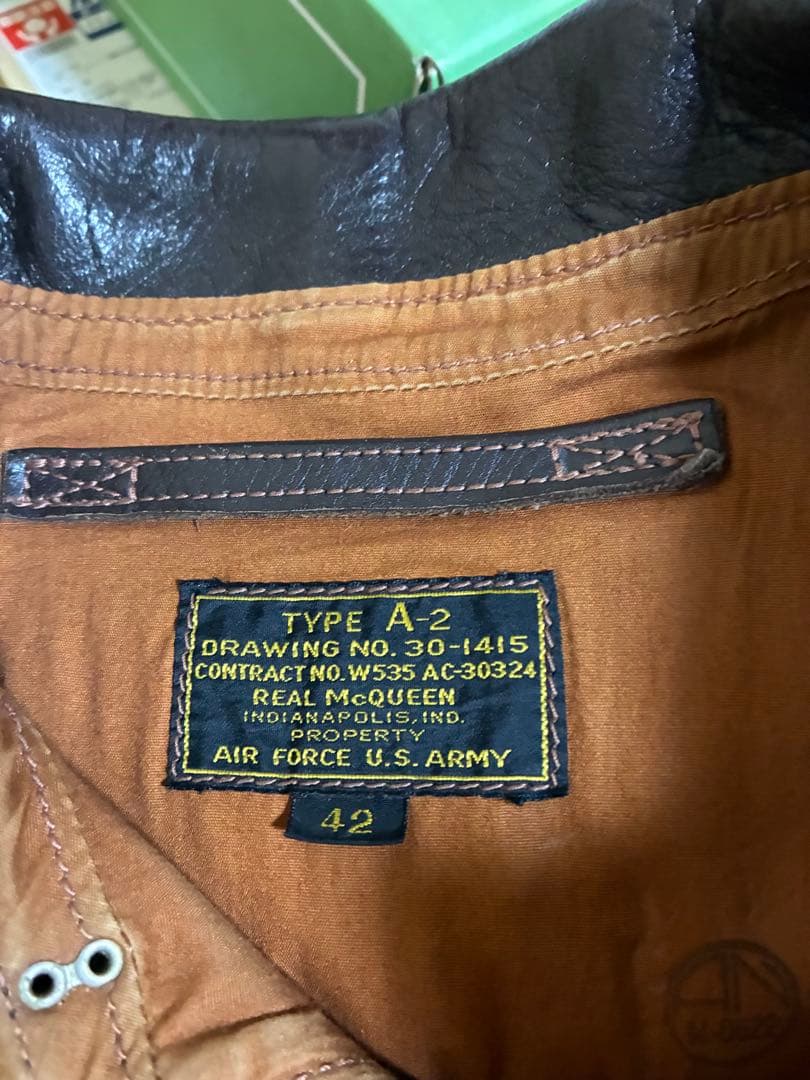 TYPE A-2
DRAWING NO. 30-1415
CONTRACT NO. W535 AC-30324
REAL McQUEEN
INDIANAPOLIS, IND.
PROPERTY
AIR FORCE U.S. ARMY
42
AN